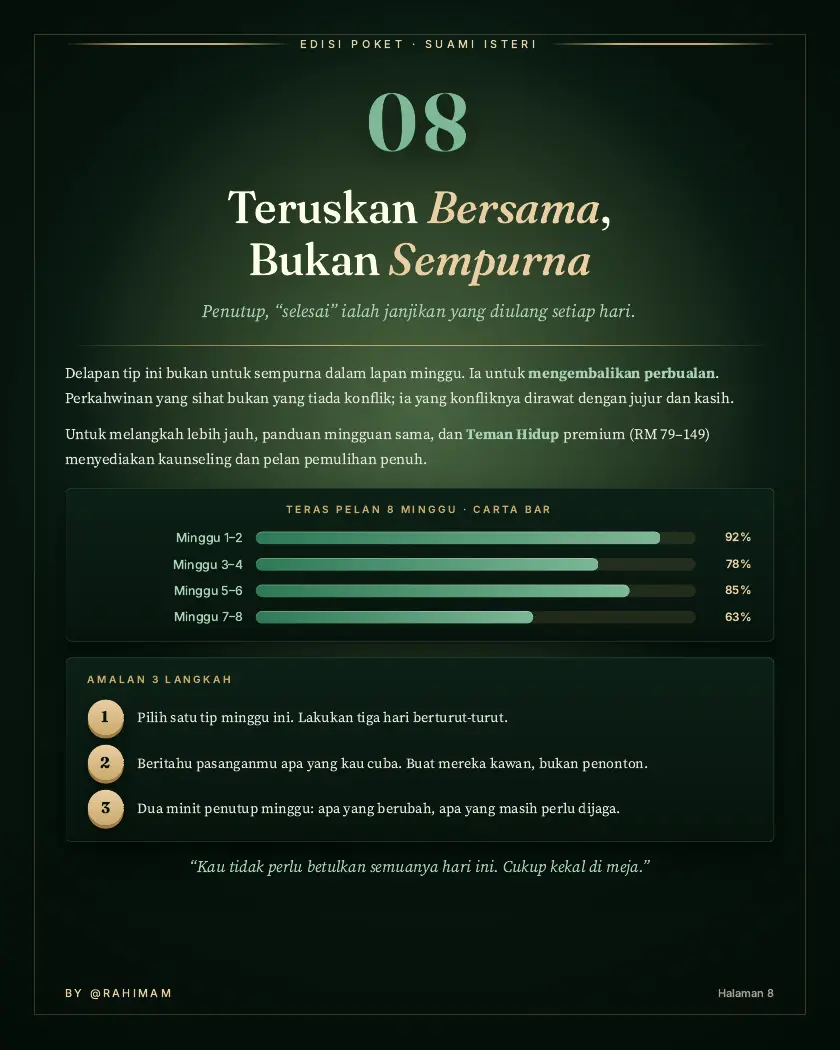 EDISI POKET · SUAMI ISTERI
08
Teruskan Bersama,
Bukan Sempurna
Penutup, “selesai” ialah janjikan yang diulang setiap hari.
Delapan tip ini bukan untuk sempurna dalam lapan minggu. Ia untuk mengembalikan perbualan.
Perkahwinan yang sihat bukan yang tiada konflik; ia yang konfliknya dirawat dengan jujur dan kasih.
Untuk melangkah lebih jauh, panduan mingguan sama, dan Teman Hidup premium (RM 79–149)
menyediakan kaunseling dan pelan pemulihan penuh.
TERAS PELAN 8 MINGGU · CARTA BAR
Minggu 1–2 92%
Minggu 3–4 78%
Minggu 5–6 85%
Minggu 7–8 63%
AMALAN 3 LANGKAH
1 Pilih satu tip minggu ini. Lakukan tiga hari berturut-turut.
2 Beritahu pasanganmu apa yang kau cuba. Buat mereka kawan, bukan penonton.
3 Dua minit penutup minggu: apa yang berubah, apa yang masih perlu dijaga.
“Kau tidak perlu betulkan semuanya hari ini. Cukup kekal di meja.”
BY @RAHIMAM
Halaman 8